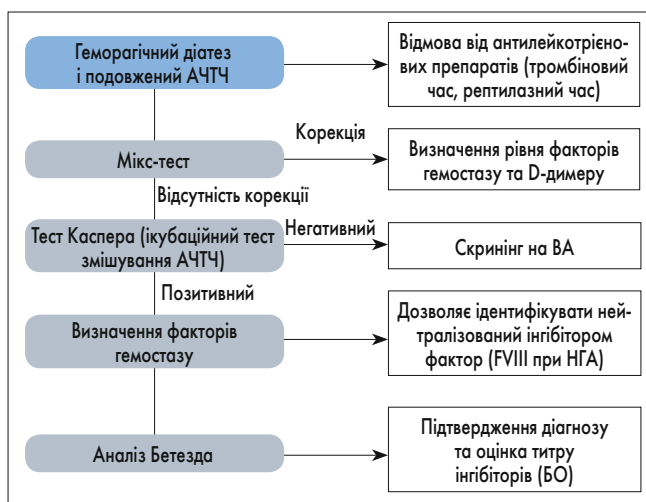 Геморагічний діатез
і подовжений АЧТЧ
Відмова від антилейкотрієно-
вих препаратів (тромбіновий
час, рептилазний час)
Корекція
Мікс-тест
Визначення рівня факторів
гемостазу та D-димеру
Відсутність корекції
Тест Каспера (ікубаційний тест
змішування АЧТЧ)
Негативний
Скринінг на ВА
Позитивний
Визначення факторів
гемостазу
Дозволяє ідентифікувати ней-
тралізований інгібітором
фактор (FVIII при НГА)
Аналіз Бетезда
Підтвердження діагнозу
та оцінка титру
інгібіторів (БО)